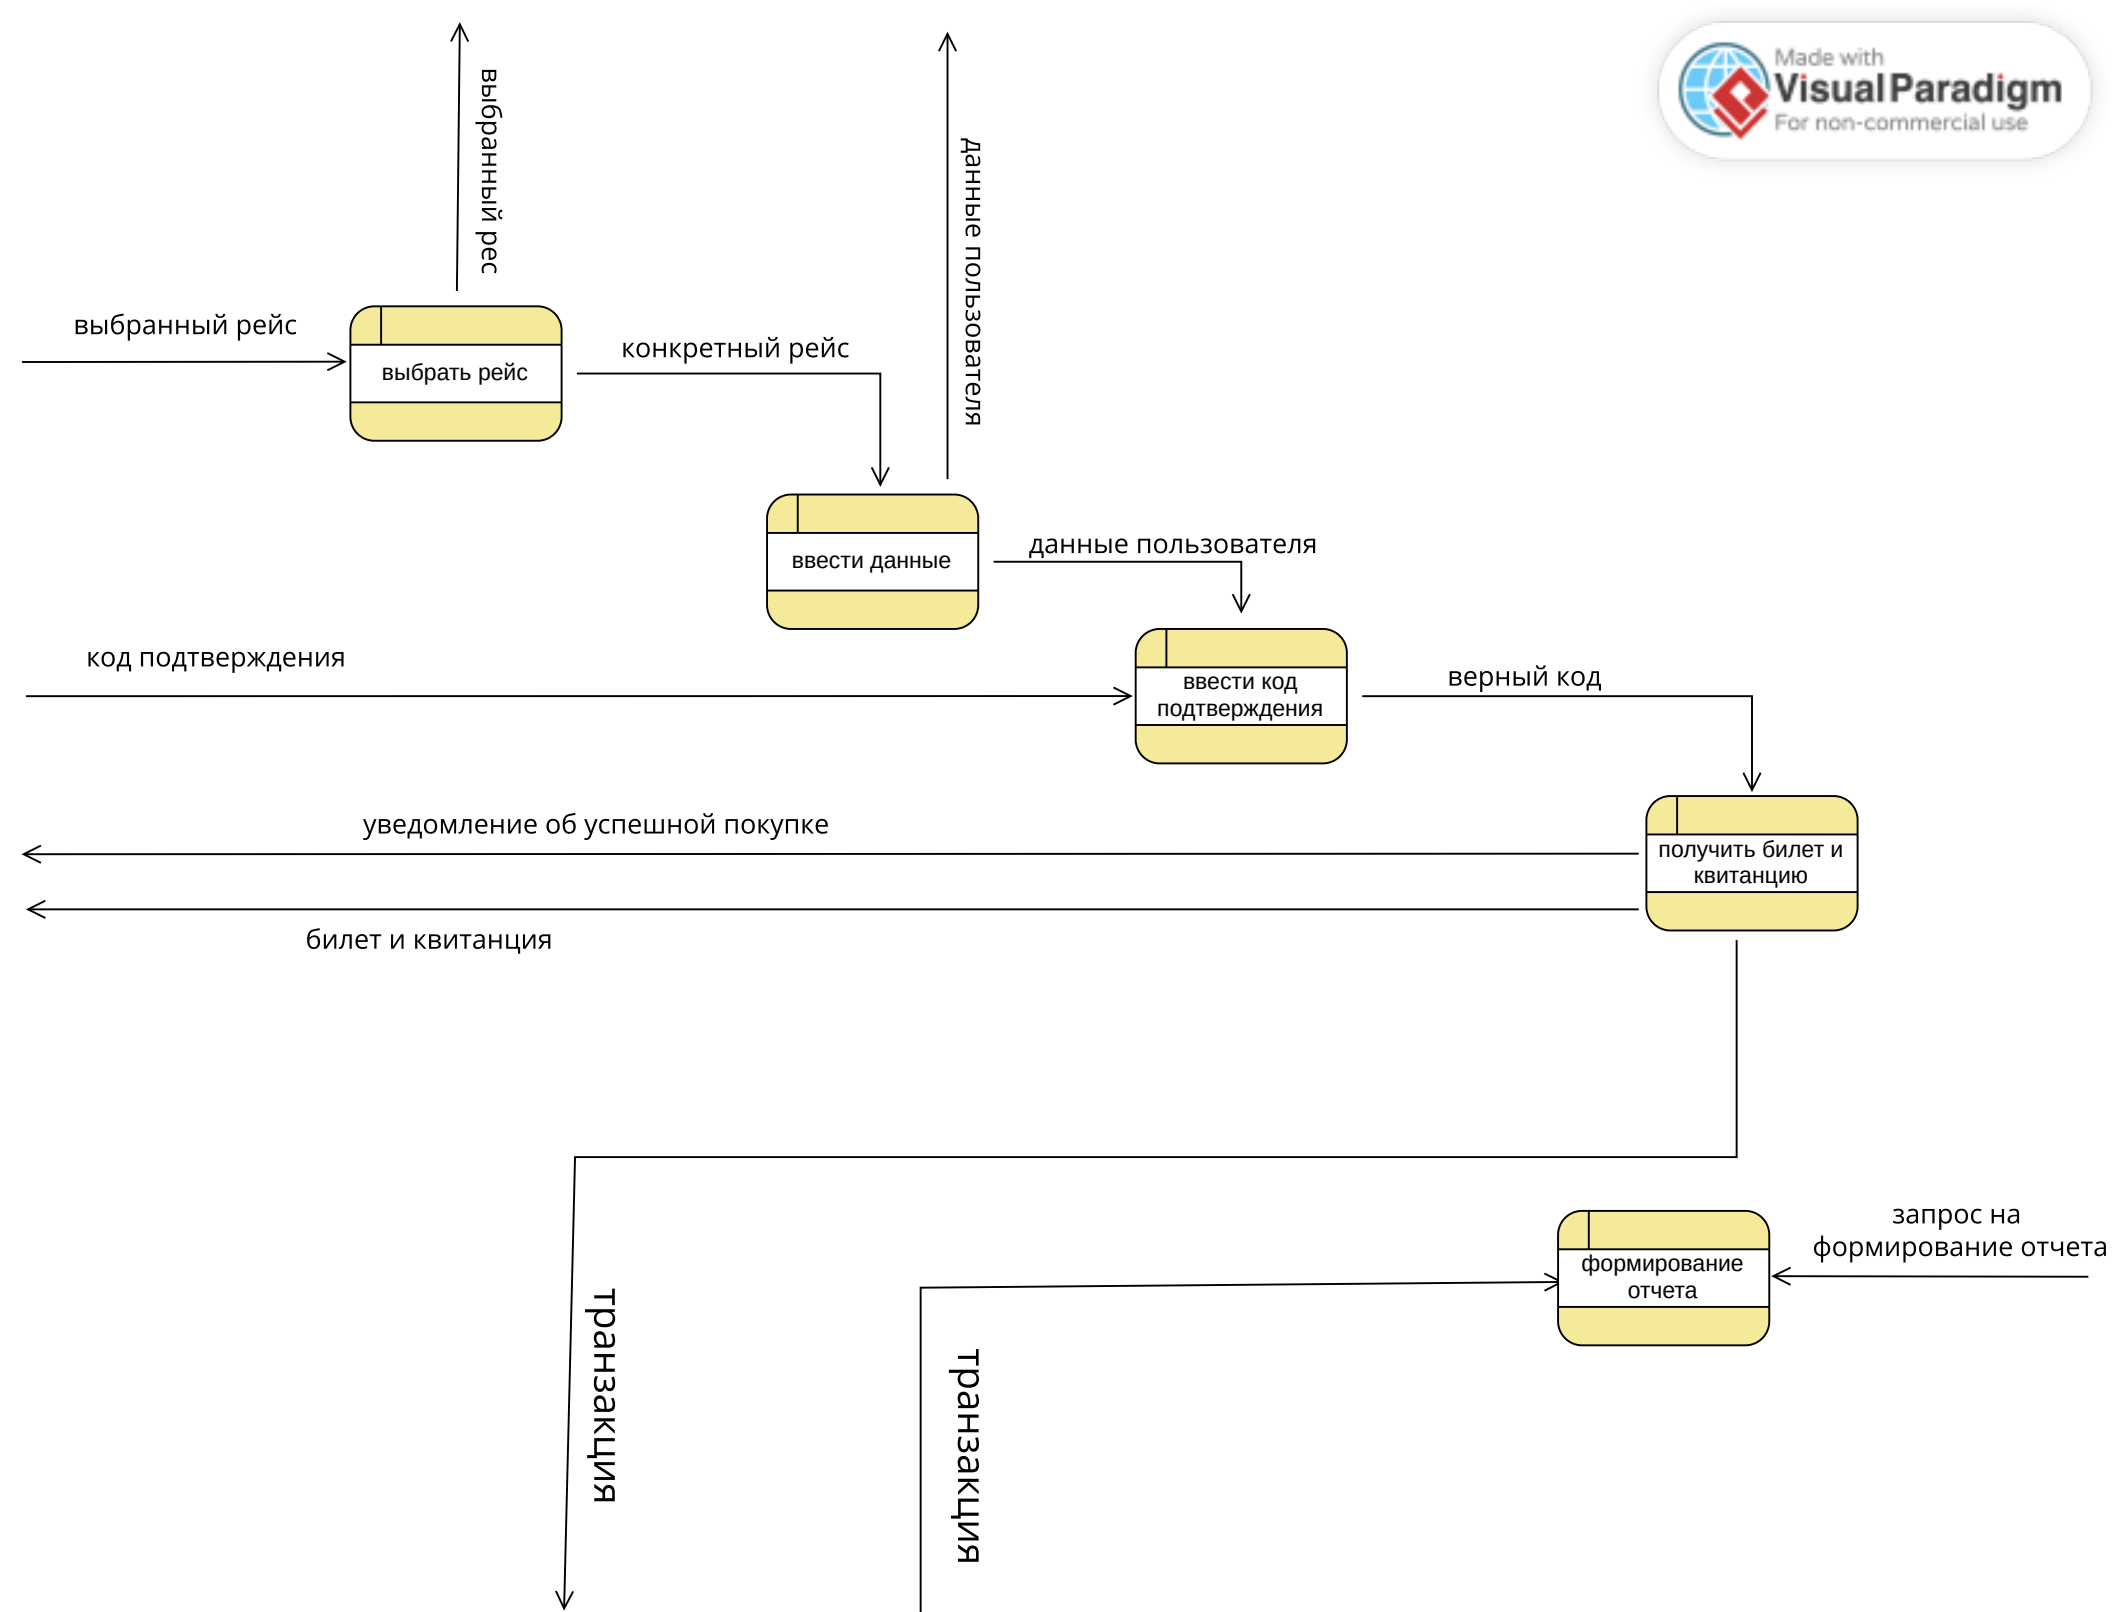 Made with
Visual Paradigm
For non-commercial use
выбранный рес
данные пользователя
выбранный рейс
выбрать рейс
конкретный рейс
ввести данные
данные пользователя
код подтверждения
ввести код
подтверждения
верный код
уведомление об успешной покупке
получить билет и
квитанцию
билет и квитанция
запрос на
формирование отчета
формирование
отчета
транзакция
транзакция